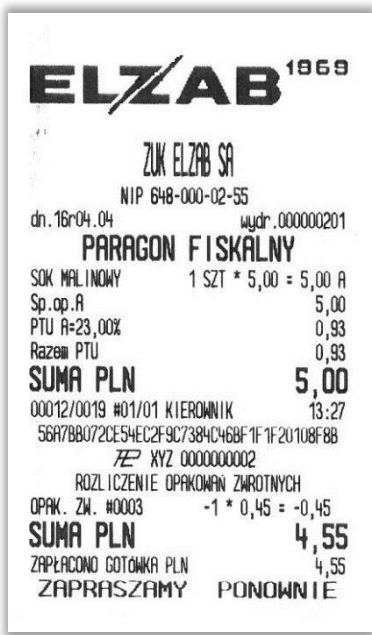 ELZAB 1969
ZUK ELZAB SA
NIP 648-000-02-55
dn.16r04.04 wydr.000000201
PARAGON FISKALNY
SOK MALINOWY 1 SZT * 5,00 = 5,00 A
Sp.op.A 5,00
PTU A=23,00% 0,93
Razem PTU 0,93
SUMA PLN 5,00
00012/0019 #01/01 KIEROWNIK 13:27
56A7BB072CE54EC2F9C7384C46BF1F1F20108F8B
XYZ 0000000002
ROZLICZENIE OPAKOWAŃ ZWROTNYCH
OPAK. ZW. #0003 -1 * 0,45 = -0,45
SUMA PLN 4,55
ZAPŁACONO GOTÓWKA PLN 4,55
ZAPRASZAMY PONOWNIE